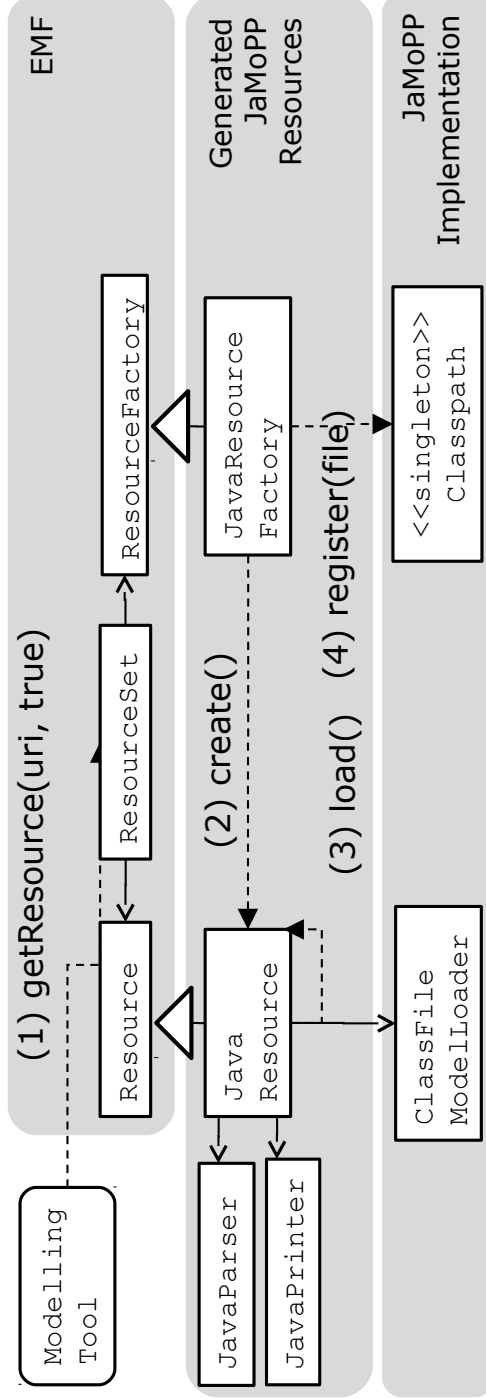 Modelling
Tool
(1) getResource(uri, true)
EMF
Resource
ResourceSet
ResourceFactory
JavaParser
JavaPrinter
Java
Resource
(2) create()
JavaResource
Factory
Generated
JaMoPP
Resources
(3) load()
(4) register(file)
ClassFile
ModelLoader
<<singleton>>
Classpath
JaMoPP
Implementation